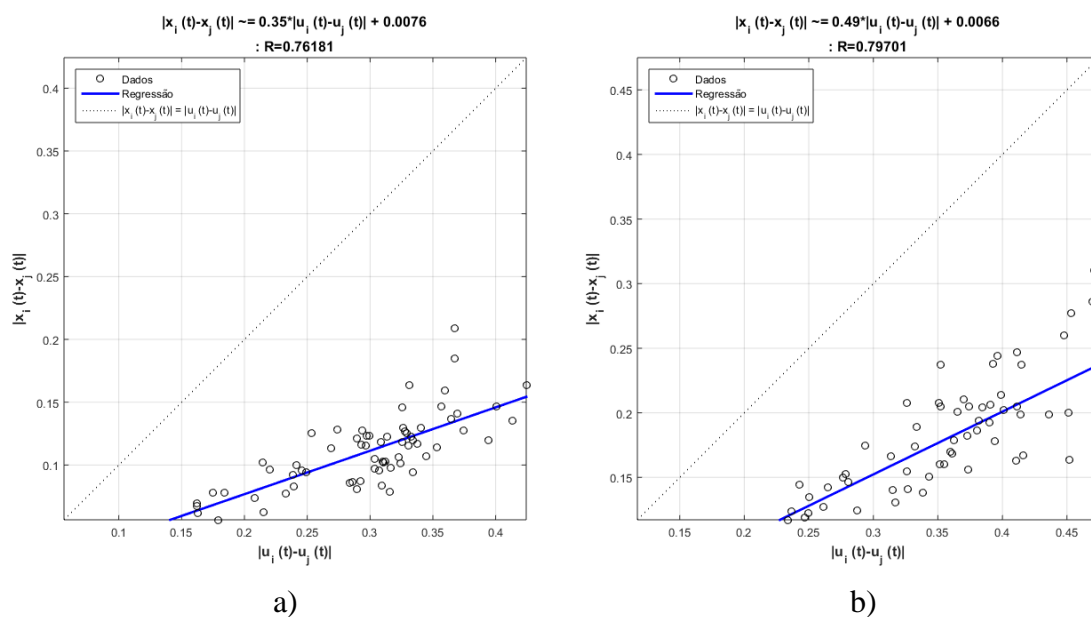 |x_i (t)-x_j (t)| ~= 0.35*|u_i (t)-u_j (t)| + 0.0076
: R=0.76181
Dados
Regressão
|x_i (t)-x_j (t)| = |u_i (t)-u_j (t)|
0.4
0.35
0.3
0.25
0.2
0.15
0.1
|x_i (t)-x_j (t)|
0.1 0.15 0.2 0.25 0.3 0.35 0.4
|u_i (t)-u_j (t)|
a)
|x_i (t)-x_j (t)| ~= 0.49*|u_i (t)-u_j (t)| + 0.0066
: R=0.79701
Dados
Regressão
|x_i (t)-x_j (t)| = |u_i (t)-u_j (t)|
0.45
0.4
0.35
0.3
0.25
0.2
0.15
|x_i (t)-x_j (t)|
0.15 0.2 0.25 0.3 0.35 0.4 0.45
|u_i (t)-u_j (t)|
b)